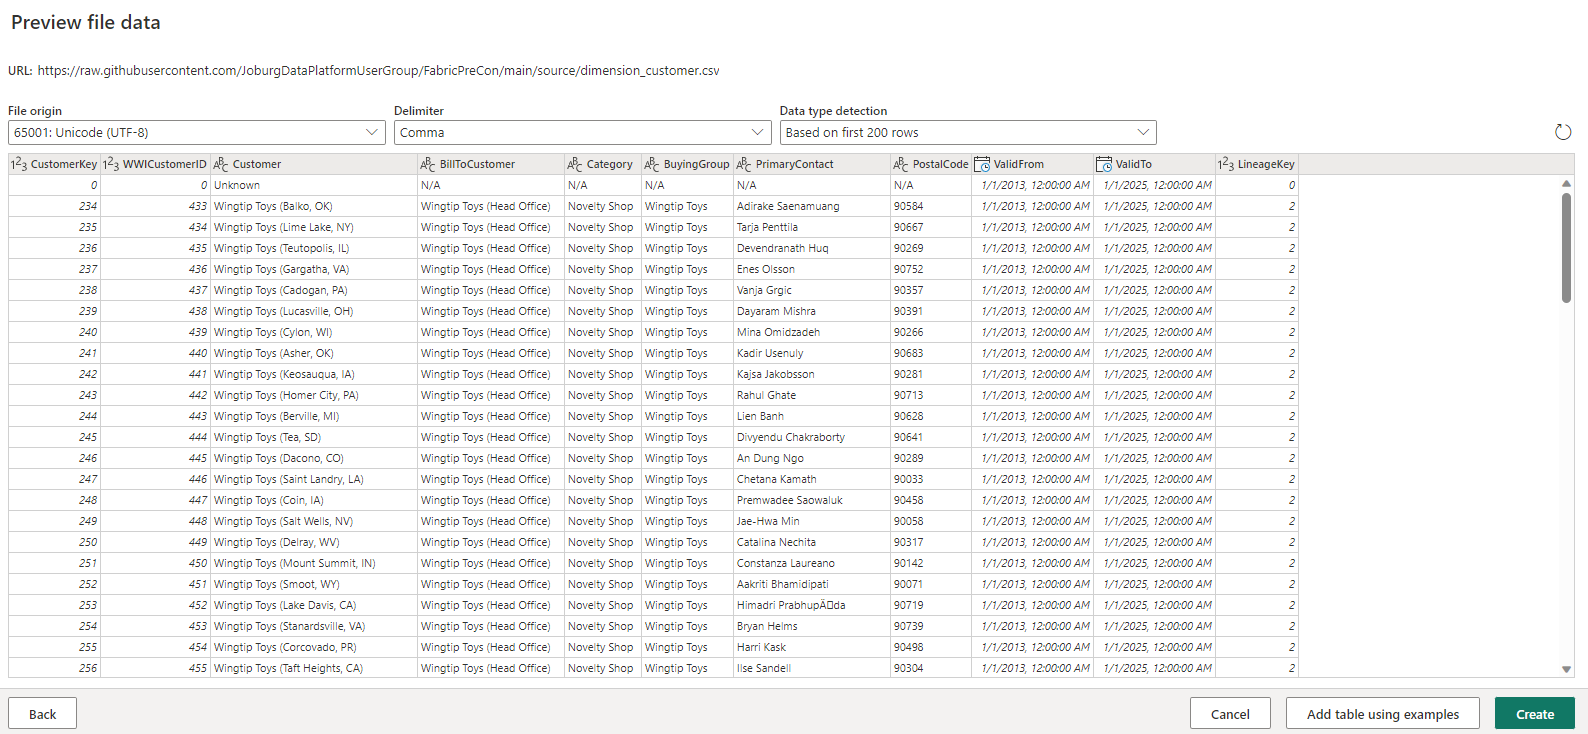 Preview file data
URL: https://raw.githubusercontent.com/JoburgDataPlatformUserGroup/FabricPreCon/main/source/dimension_customer.csv
File origin Delimiter Data type detection
65001: Unicode (UTF-8) Comma Based on first 200 rows
123 CustomerKey 123 WWICustomerID ABC Customer ABC BillToCustomer ABC Category ABC BuyingGroup ABC PrimaryContact ABC PostalCode ValidFrom ValidTo 123 LineageKey
0 0 Unknown N/A N/A N/A N/A N/A 1/1/2013, 12:00:00 AM 1/1/2025, 12:00:00 AM 0
234 433 Wingtip Toys (Balko, OK) Wingtip Toys (Head Office) Novelty Shop Wingtip Toys Adirake Saenamuang 90584 1/1/2013, 12:00:00 AM 1/1/2025, 12:00:00 AM 2
235 434 Wingtip Toys (Lime Lake, NY) Wingtip Toys (Head Office) Novelty Shop Wingtip Toys Tarja Penttila 90667 1/1/2013, 12:00:00 AM 1/1/2025, 12:00:00 AM 2
236 435 Wingtip Toys (Teutopolis, IL) Wingtip Toys (Head Office) Novelty Shop Wingtip Toys Devendranath Huq 90269 1/1/2013, 12:00:00 AM 1/1/2025, 12:00:00 AM 2
237 436 Wingtip Toys (Gargatha, VA) Wingtip Toys (Head Office) Novelty Shop Wingtip Toys Enes Olsson 90752 1/1/2013, 12:00:00 AM 1/1/2025, 12:00:00 AM 2
238 437 Wingtip Toys (Cadogan, PA) Wingtip Toys (Head Office) Novelty Shop Wingtip Toys Vanja Grgic 90357 1/1/2013, 12:00:00 AM 1/1/2025, 12:00:00 AM 2
239 438 Wingtip Toys (Lucasville, OH) Wingtip Toys (Head Office) Novelty Shop Wingtip Toys Dayaram Mishra 90391 1/1/2013, 12:00:00 AM 1/1/2025, 12:00:00 AM 2
240 439 Wingtip Toys (Cylon, WI) Wingtip Toys (Head Office) Novelty Shop Wingtip Toys Mina Omidzadeh 90266 1/1/2013, 12:00:00 AM 1/1/2025, 12:00:00 AM 2
241 440 Wingtip Toys (Asher, OK) Wingtip Toys (Head Office) Novelty Shop Wingtip Toys Kadir Usenuly 90683 1/1/2013, 12:00:00 AM 1/1/2025, 12:00:00 AM 2
242 441 Wingtip Toys (Keosauqua, IA) Wingtip Toys (Head Office) Novelty Shop Wingtip Toys Kajsa Jakobsson 90281 1/1/2013, 12:00:00 AM 1/1/2025, 12:00:00 AM 2
243 442 Wingtip Toys (Homer City, PA) Wingtip Toys (Head Office) Novelty Shop Wingtip Toys Rahul Ghate 90713 1/1/2013, 12:00:00 AM 1/1/2025, 12:00:00 AM 2
244 443 Wingtip Toys (Berville, MI) Wingtip Toys (Head Office) Novelty Shop Wingtip Toys Lien Banh 90628 1/1/2013, 12:00:00 AM 1/1/2025, 12:00:00 AM 2
245 444 Wingtip Toys (Tea, SD) Wingtip Toys (Head Office) Novelty Shop Wingtip Toys Divyendu Chakraborty 90641 1/1/2013, 12:00:00 AM 1/1/2025, 12:00:00 AM 2
246 445 Wingtip Toys (Dacono, CO) Wingtip Toys (Head Office) Novelty Shop Wingtip Toys An Dung Ngo 90289 1/1/2013, 12:00:00 AM 1/1/2025, 12:00:00 AM 2
247 446 Wingtip Toys (Saint Landry, LA) Wingtip Toys (Head Office) Novelty Shop Wingtip Toys Chetana Kamath 90033 1/1/2013, 12:00:00 AM 1/1/2025, 12:00:00 AM 2
248 447 Wingtip Toys (Coin, IA) Wingtip Toys (Head Office) Novelty Shop Wingtip Toys Premwadee Saowaluk 90458 1/1/2013, 12:00:00 AM 1/1/2025, 12:00:00 AM 2
249 448 Wingtip Toys (Salt Wells, NV) Wingtip Toys (Head Office) Novelty Shop Wingtip Toys Jae-Hwa Min 90058 1/1/2013, 12:00:00 AM 1/1/2025, 12:00:00 AM 2
250 449 Wingtip Toys (Delray, WV) Wingtip Toys (Head Office) Novelty Shop Wingtip Toys Catalina Nechita 90317 1/1/2013, 12:00:00 AM 1/1/2025, 12:00:00 AM 2
251 450 Wingtip Toys (Mount Summit, IN) Wingtip Toys (Head Office) Novelty Shop Wingtip Toys Constanza Laureano 90142 1/1/2013, 12:00:00 AM 1/1/2025, 12:00:00 AM 2
252 451 Wingtip Toys (Smoot, WY) Wingtip Toys (Head Office) Novelty Shop Wingtip Toys Aakriti Bhamidipati 90071 1/1/2013, 12:00:00 AM 1/1/2025, 12:00:00 AM 2
253 452 Wingtip Toys (Lake Davis, CA) Wingtip Toys (Head Office) Novelty Shop Wingtip Toys Himadri PrabhupÄ□da 90719 1/1/2013, 12:00:00 AM 1/1/2025, 12:00:00 AM 2
254 453 Wingtip Toys (Stanardsville, VA) Wingtip Toys (Head Office) Novelty Shop Wingtip Toys Bryan Helms 90739 1/1/2013, 12:00:00 AM 1/1/2025, 12:00:00 AM 2
255 454 Wingtip Toys (Corcovado, PR) Wingtip Toys (Head Office) Novelty Shop Wingtip Toys Harri Kask 90498 1/1/2013, 12:00:00 AM 1/1/2025, 12:00:00 AM 2
256 455 Wingtip Toys (Taft Heights, CA) Wingtip Toys (Head Office) Novelty Shop Wingtip Toys Ilse Sandell 90304 1/1/2013, 12:00:00 AM 1/1/2025, 12:00:00 AM 2
Back Cancel Add table using examples Create